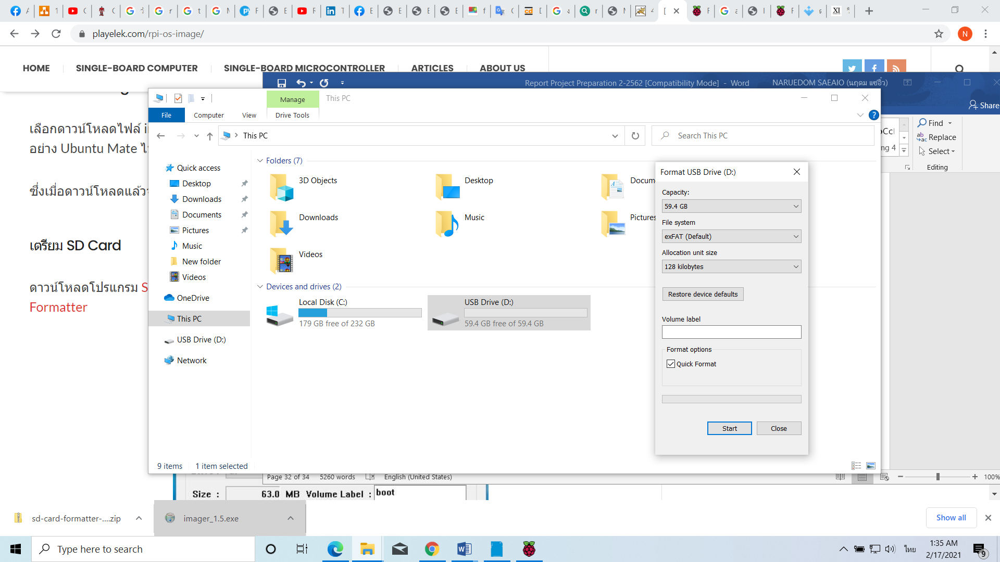 playelek.com/rpi-os-image/
N
HOME
SINGLE-BOARD COMPUTER
SINGLE-BOARD MICROCONTROLLER
ARTICLES
ABOUT US
Report Project Preparation 2-2562 [Compatibility Mode] - Word
NARUEDOM SAEAIO (นฤดม แซ่อิ๋ว)
Share
Manage
This PC
File
Computer
View
Drive Tools
This PC
Search This PC
Find
Replace
Select
Editing
เลือกดาวน์โหลดไฟล์ i
อย่าง Ubuntu Mate ไ
ซึ่งเมื่อดาวน์โหลดแล้ว
เตรียม SD Card
ดาวน์โหลดโปรแกรม S
Formatter
Quick access
Desktop
Downloads
Documents
Pictures
Music
New folder
Videos
OneDrive
This PC
USB Drive (D:)
Network
Folders (7)
3D Objects
Desktop
Docum
Downloads
Music
Pictures
Videos
Devices and drives (2)
Local Disk (C:)
179 GB free of 232 GB
USB Drive (D:)
59.4 GB free of 59.4 GB
Format USB Drive (D:)
Capacity:
59.4 GB
File system
exFAT (Default)
Allocation unit size
128 kilobytes
Restore device defaults
Volume label
Format options
Quick Format
Start
Close
9 items
1 item selected
Page 32 of 34
5260 words
English (United States)
100%
Size :
63.0 MB
Volume Label :
boot
sd-card-formatter-....zip
imager_1.5.exe
Show all
Type here to search
ไทย
1:35 AM
2/17/2021
9